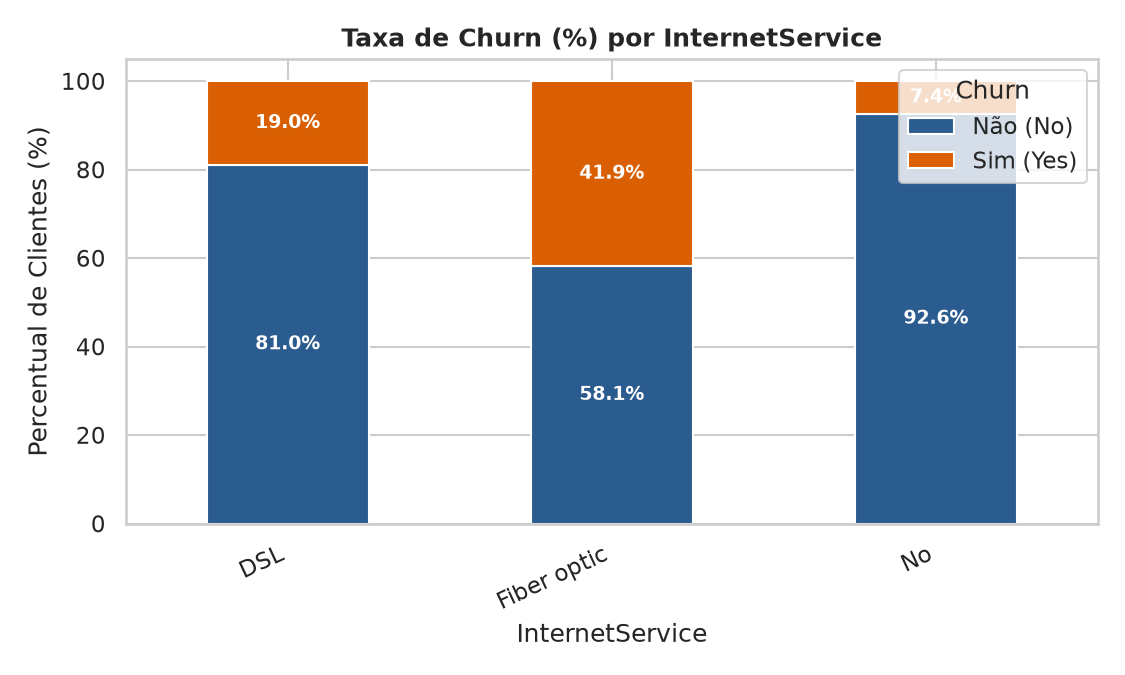 Taxa de Churn (%) por InternetService
Percentual de Clientes (%)
100
80
60
40
20
0
19.0%
81.0%
41.9%
58.1%
7.4%
92.6%
Churn
Não (No)
Sim (Yes)
DSL
Fiber optic
No
InternetService